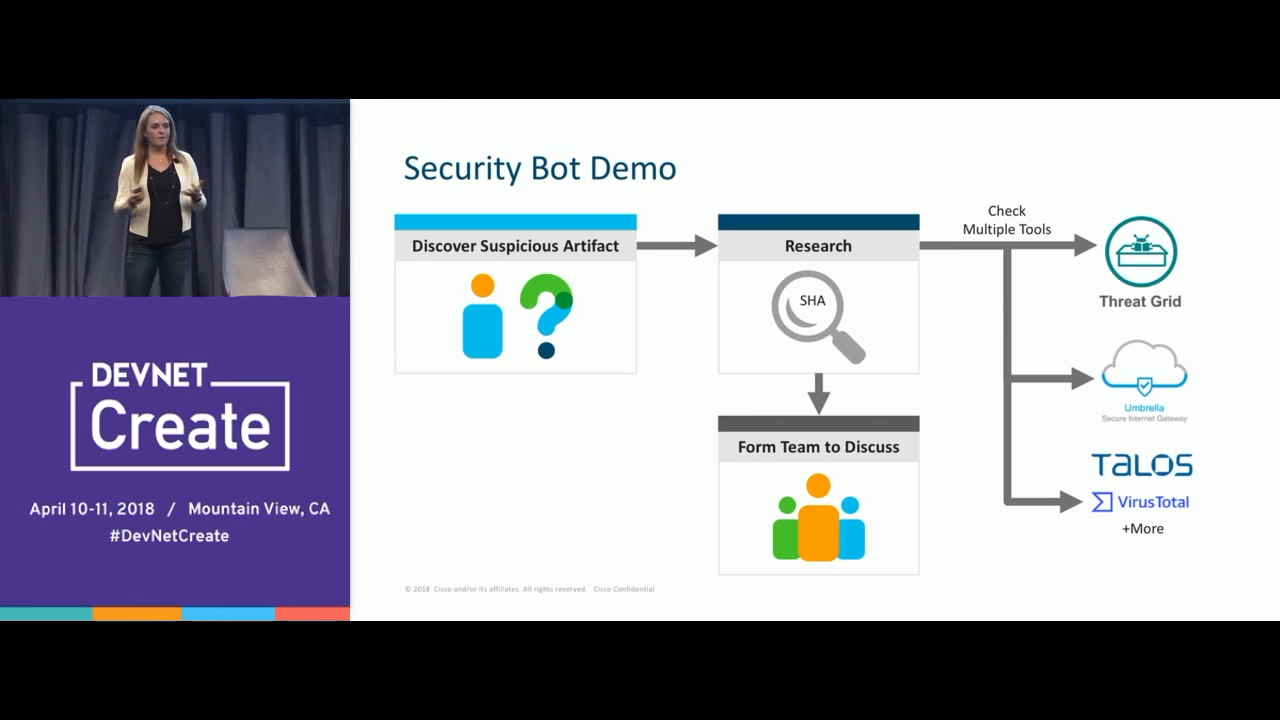 DEVNET
Create
April 10-11, 2018 / Mountain View, CA
#DevNetCreate
Security Bot Demo
Discover Suspicious Artifact
Research
SHA
Check
Multiple Tools
Threat Grid
Umbrella
Secure Internet Gateway
TALOS
VirusTotal
+More
Form Team to Discuss
© 2018 Cisco and/or its affiliates. All rights reserved. Cisco Confidential